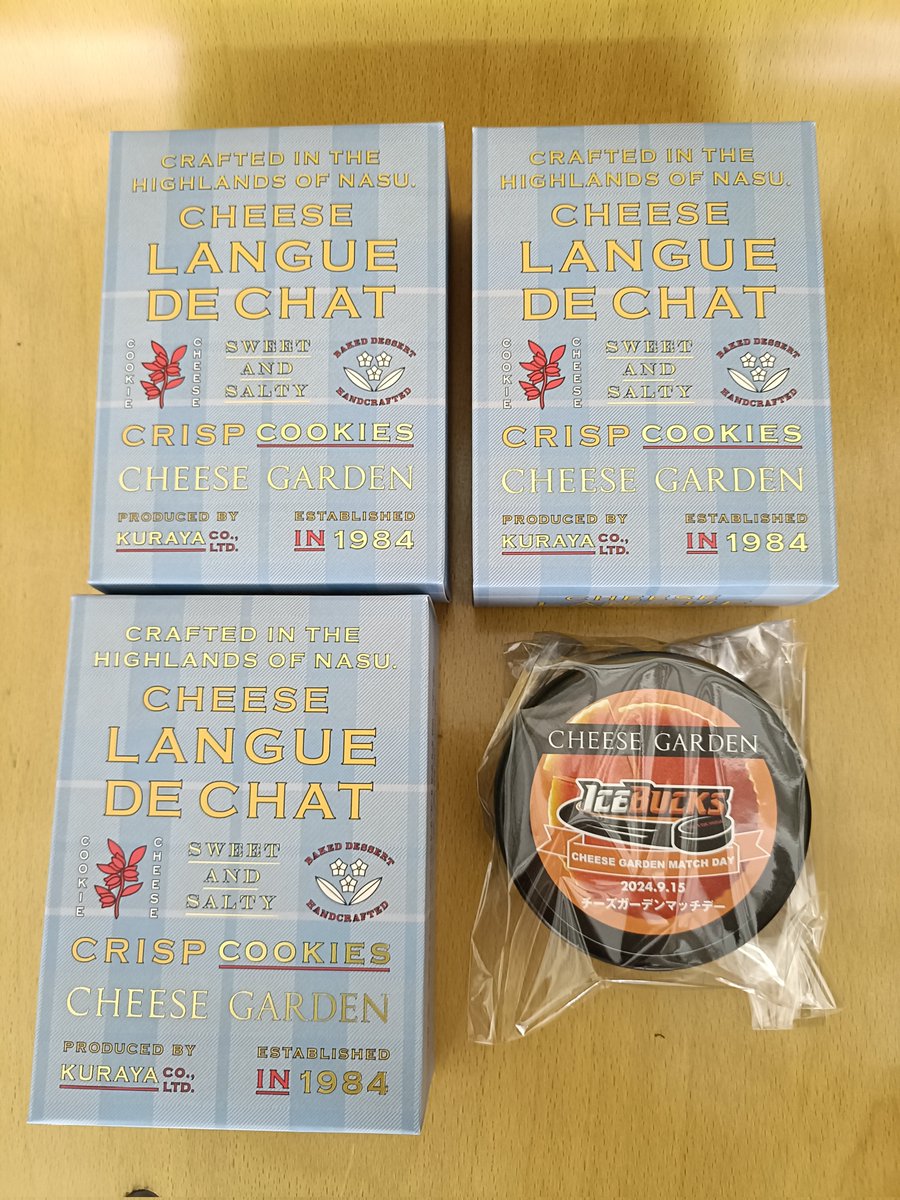 CRAFTED IN THE
HIGHLANDS OF NASU.
CHEESE
LANGUE
DE CHAT
COOKIE
CHEESE
SWEET
AND
SALTY
BAKED DESSERT
HANDCRAFTED
CRISP COOKIES
CHEESE GARDEN
PRODUCED BY
KURAYA CO., LTD.
ESTABLISHED
IN 1984
CRAFTED IN THE
HIGHLANDS OF NASU.
CHEESE
LANGUE
DE CHAT
COOKIE
CHEESE
SWEET
AND
SALTY
BAKED DESSERT
HANDCRAFTED
CRISP COOKIES
CHEESE GARDEN
PRODUCED BY
KURAYA CO., LTD.
ESTABLISHED
IN 1984
CHEESE
LANGUE
CRAFTED IN THE
HIGHLANDS OF NASU.
CHEESE
LANGUE
DE CHAT
COOKIE
CHEESE
SWEET
AND
SALTY
BAKED DESSERT
HANDCRAFTED
CRISP COOKIES
CHEESE GARDEN
PRODUCED BY
KURAYA CO., LTD.
ESTABLISHED
IN 1984
CHEESE GARDEN
ICEBUCKS
CHEESE GARDEN MATCH DAY
2024.9.15
チーズガーデンマッチデー